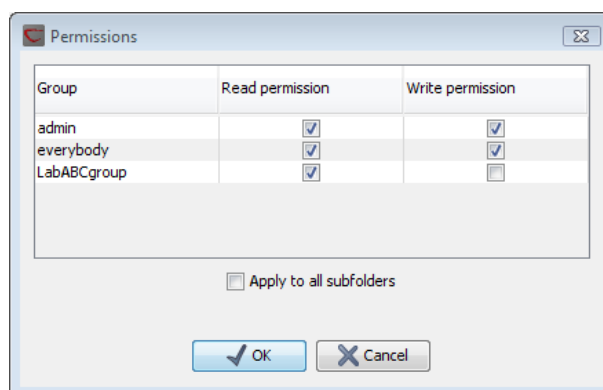 Permissions
Group Read permission Write permission
admin
everybody
LabABCgroup
Apply to all subfolders
OK Cancel